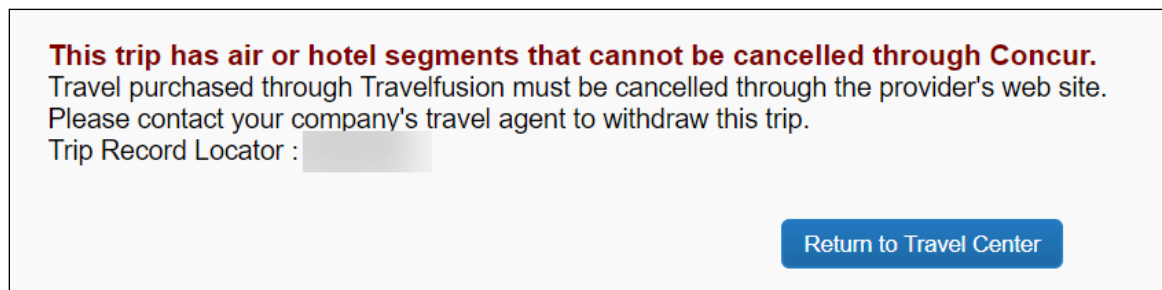 This trip has air or hotel segments that cannot be cancelled through Concur.
Travel purchased through Travelfusion must be cancelled through the provider's web site.
Please contact your company's travel agent to withdraw this trip.
Trip Record Locator :
Return to Travel Center